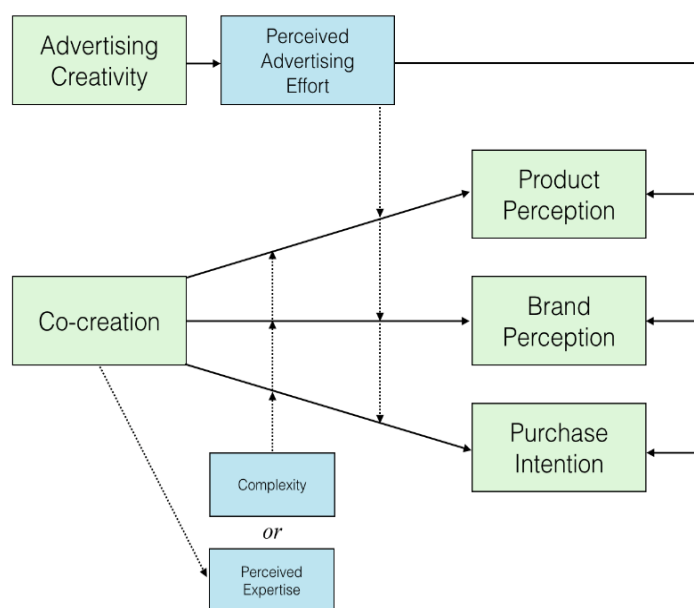 Advertising
Creativity
Perceived
Advertising
Effort
Product
Perception
Co-creation
Brand
Perception
Purchase
Intention
Complexity
or
Perceived
Expertise